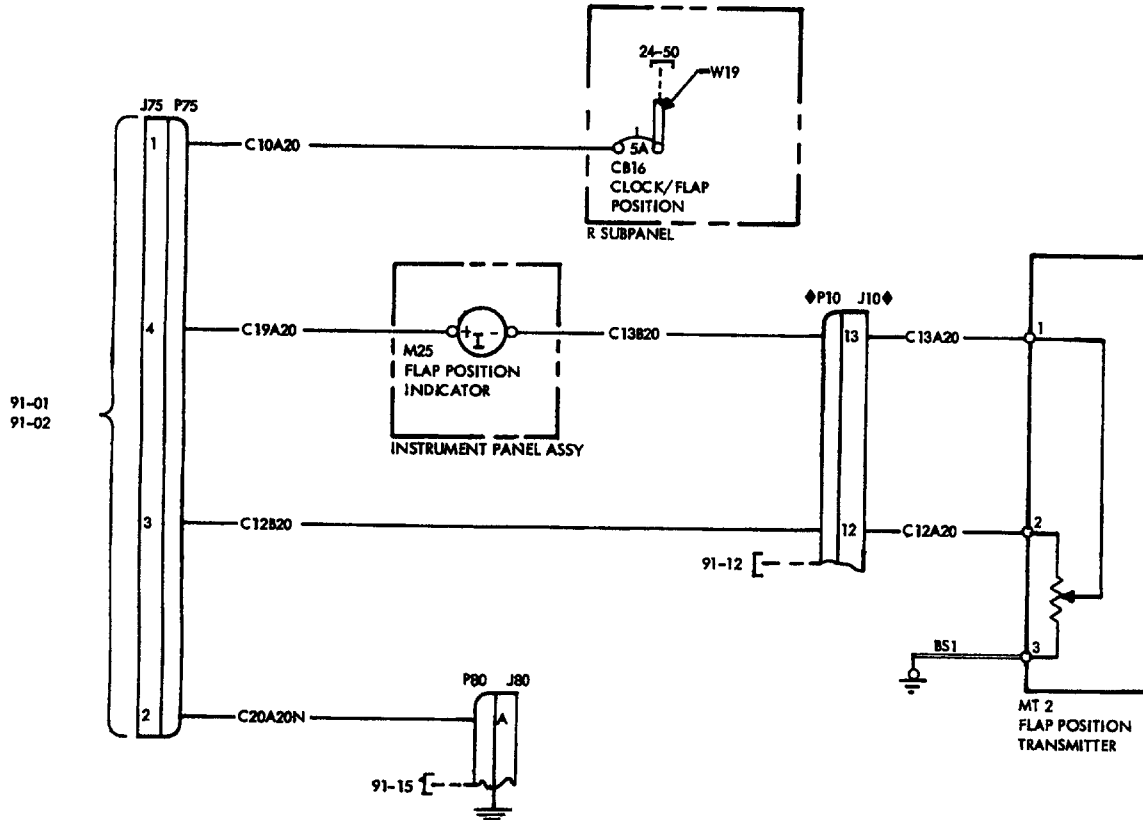 24-50
W19
J75 P75
1
C10A20
5A
CB16
CLOCK/FLAP
POSITION
R SUBPANEL
◆P10 J10◆
4
C19A20
+ I -
C13B20
13
C13A20
1
M25
FLAP POSITION
INDICATOR
91-01
91-02
INSTRUMENT PANEL ASSY
3
C12B20
12
C12A20
2
91-12
BS1
3
P80 J80
MT 2
FLAP POSITION
TRANSMITTER
2
C20A20N
A
91-15